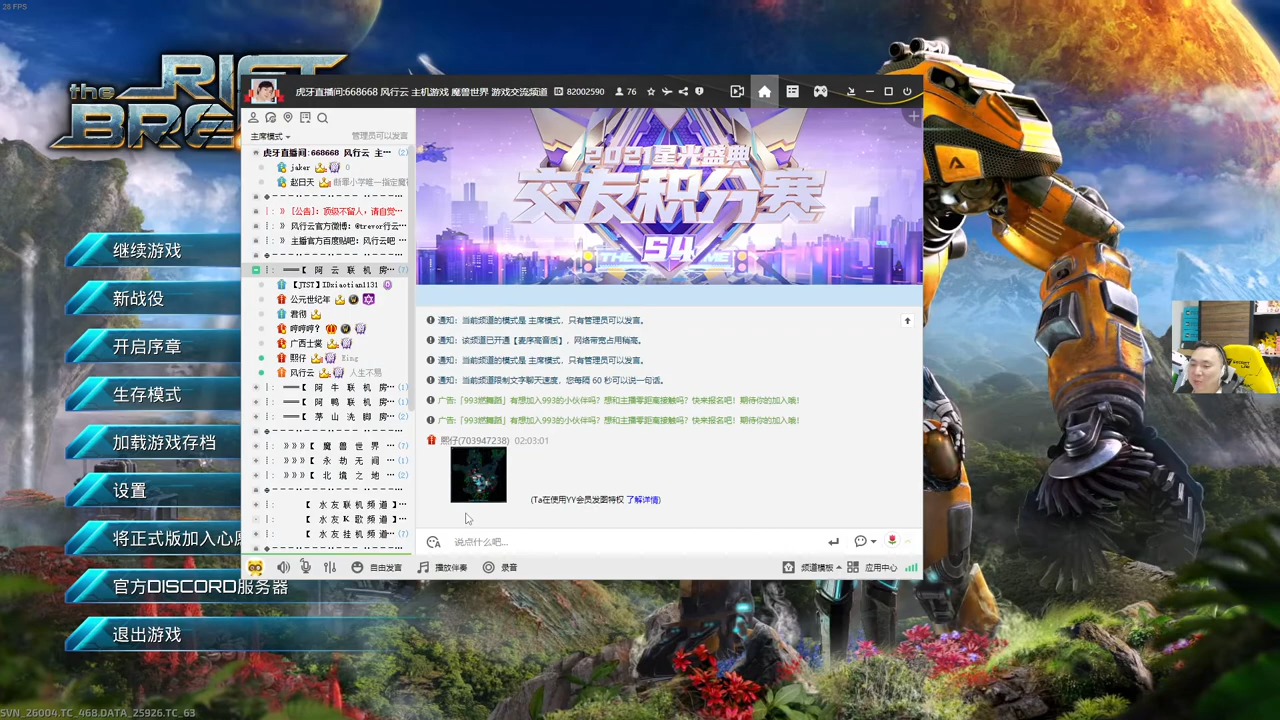 28 FPS
the RIFT
BRE
虎牙直播间:668668 风行云 主机游戏 魔兽世界 游戏交流频道 ID 82002590 76
主席模式 管理员可以发言
虎牙直播间:668668 风行云 主… (2)
jaker
赵日天
【公告】：顶级不留人，请自觉…
风行云官方微博：@trevor行云…
主播官方百度贴吧：风行云吧 …
━━【 阿 云 联 机 房… (7)
【JTST】IDxiaotian1131
公元世纪年
君彻
哼哼哼？
广西士棠
熙仔 King
风行云 人生不易
━━【 阿 牛 联 机 房… (1)
━━【 阿 鸭 联 机 房… (1)
━━【 茅 山 洗 脚 房… (2)
》》》【 魔 兽 世 界 … (7)
》》》【 永 劫 无 间 … (1)
》》》【 北 境 之 地 … (2)
【 水 友 联 机 频 道 】…
【 水 友 K 歌 频 道 】…
【 水 友 挂 机 频 道… (7)
2021星光盛典
交友积分赛
S4
通知：当前频道的模式是 主席模式，只有管理员可以发言。
通知：该频道已开通【麦序高音质】，网络带宽占用稍高。
通知：当前频道的模式是 主席模式，只有管理员可以发言。
通知：当前频道限制文字聊天速度，您每隔 60 秒可以说一句话。
广告:「993燃舞蹈」有想加入993的小伙伴吗？想和主播零距离接触吗？快来报名吧！期待你的加入哦！
广告:「993燃舞蹈」有想加入993的小伙伴吗？想和主播零距离接触吗？快来报名吧！期待你的加入哦！
熙仔(703947238) 02:03:01
(Ta在使用YY会员发图特权 了解详情)
说点什么吧...
自由发言 播放伴奏 录音 频道模板 应用中心
继续游戏
新战役
开启序章
生存模式
加载游戏存档
设置
将正式版加入心愿
官方DISCORD服务器
退出游戏
SVN_26004.TC_468.DATA_25926.TC_63